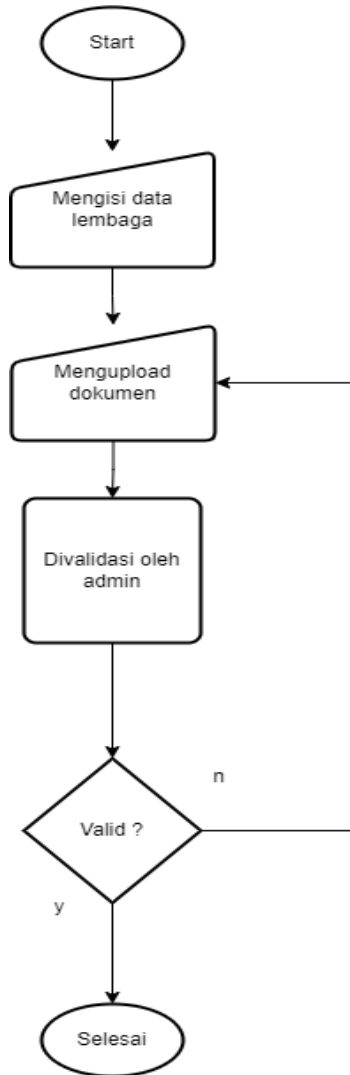 Start
Mengisi data
lembaga
Mengupload
dokumen
Divalidasi oleh
admin
n
Valid ?
y
Selesai